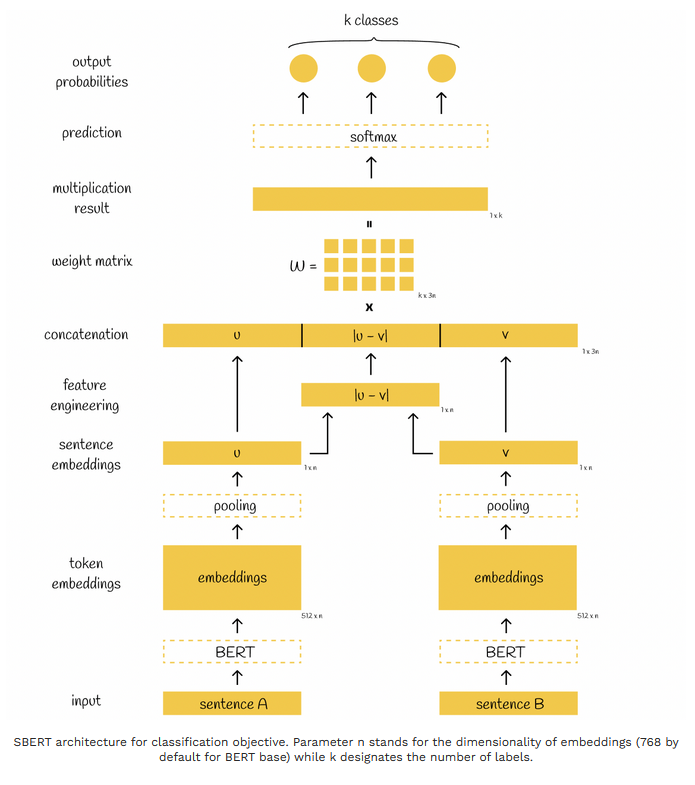 k classes
output
probabilities
prediction
softmax
multiplication
result
1 x k
=
weight matrix
W =
k x 3n
x
concatenation
u
|u – v|
v
1 x 3n
feature
engineering
|u – v|
1 x n
sentence
embeddings
u
1 x n
v
1 x n
pooling
pooling
token
embeddings
embeddings
512 x n
embeddings
512 x n
BERT
BERT
input
sentence A
sentence B
SBERT architecture for classification objective. Parameter n stands for the dimensionality of embeddings (768 by
default for BERT base) while k designates the number of labels.